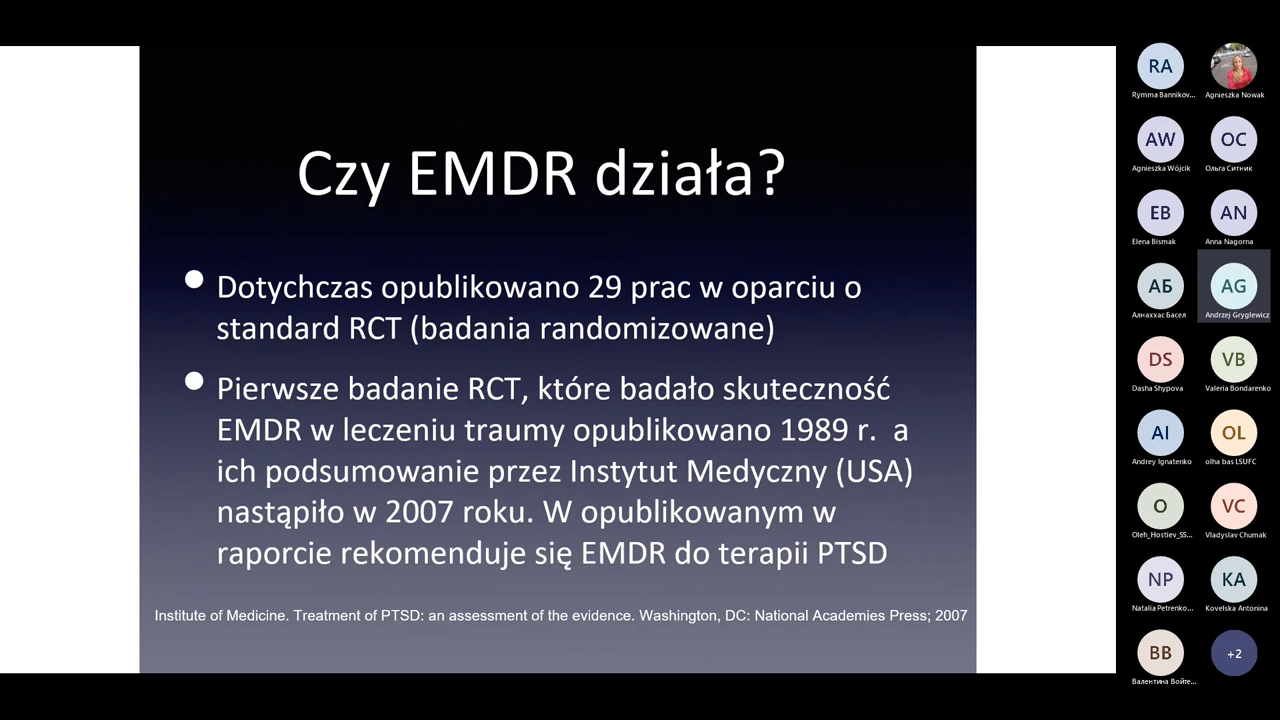 Czy EMDR działa?
Dotychczas opublikowano 29 prac w oparciu o
standard RCT (badania randomizowane)
Pierwsze badanie RCT, które badało skuteczność
EMDR w leczeniu traumy opublikowano 1989 r. a
ich podsumowanie przez Instytut Medyczny (USA)
nastąpiło w 2007 roku. W opublikowanym w
raporcie rekomenduje się EMDR do terapii PTSD
Institute of Medicine. Treatment of PTSD: an assessment of the evidence. Washington, DC: National Academies Press; 2007
RA
Rymma Bannikov...
Agnieszka Nowak
AW
Agnieszka Wójcik
OC
Ольга Ситник
EB
Elena Bismak
AN
Anna Nagorna
АБ
Алнаххас Басел
AG
Andrzej Gryglewicz
DS
Dasha Shypova
VB
Valeria Bondarenko
AI
Andrey Ignatenko
OL
olha bas LSUFC
O
Oleh_Hostiev_SS...
VC
Vladyslav Chumak
NP
Natalia Petrenko...
KA
Kovelska Antonina
ВВ
Валентина Войте...
+2